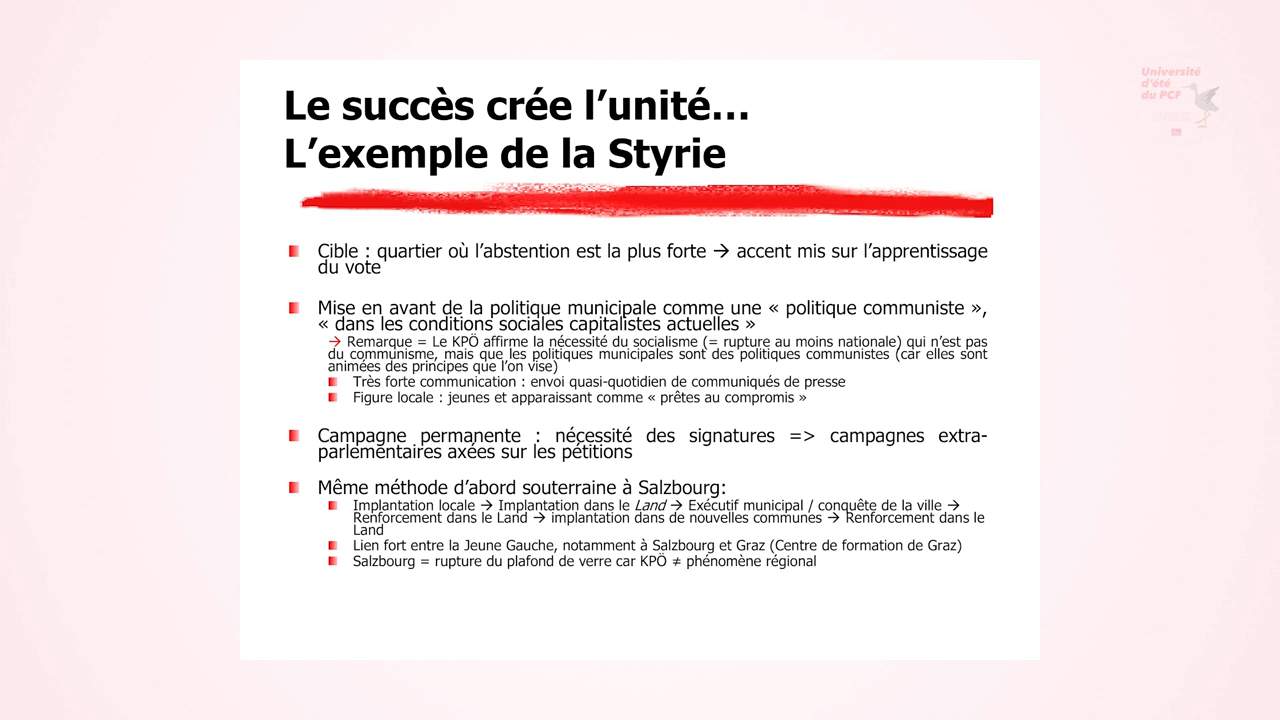 Le succès crée l’unité…
L’exemple de la Styrie
Université
d’été
du PCF
Cible : quartier où l’abstention est la plus forte → accent mis sur l’apprentissage
du vote
Mise en avant de la politique municipale comme une « politique communiste »,
« dans les conditions sociales capitalistes actuelles »
→ Remarque = Le KPÖ affirme la nécessité du socialisme (= rupture au moins nationale) qui n’est pas
du communisme, mais que les politiques municipales sont des politiques communistes (car elles sont
animées des principes que l’on vise)
Très forte communication : envoi quasi-quotidien de communiqués de presse
Figure locale : jeunes et apparaissant comme « prêtes au compromis »
Campagne permanente : nécessité des signatures => campagnes extra-
parlementaires axées sur les pétitions
Même méthode d’abord souterraine à Salzbourg:
Implantation locale → Implantation dans le Land → Exécutif municipal / conquête de la ville →
Renforcement dans le Land → implantation dans de nouvelles communes → Renforcement dans le
Land
Lien fort entre la Jeune Gauche, notamment à Salzbourg et Graz (Centre de formation de Graz)
Salzbourg = rupture du plafond de verre car KPÖ ≠ phénomène régional